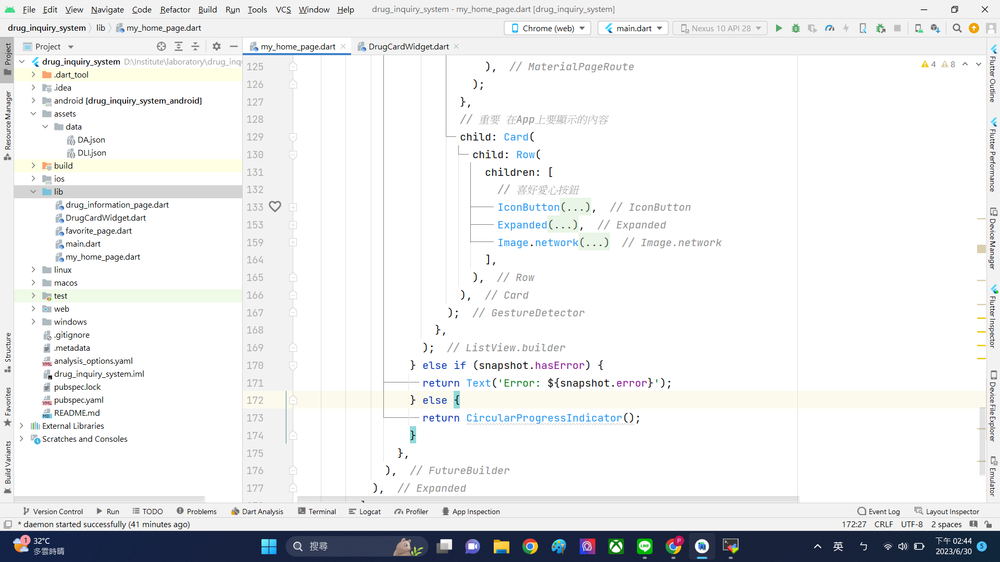 File Edit View Navigate Code Refactor Build Run Tools VCS Window Help drug_inquiry_system - my_home_page.dart [drug_inquiry_system]
drug_inquiry_system lib my_home_page.dart Chrome (web) main.dart Nexus 10 API 28
Project
my_home_page.dart DrugCardWidget.dart
drug_inquiry_system D:\Institute\laboratory\drug_inq
.dart_tool
.idea
android [drug_inquiry_system_android]
assets
data
DA.json
DLI.json
build
ios
lib
drug_information_page.dart
DrugCardWidget.dart
favorite_page.dart
main.dart
my_home_page.dart
linux
macos
test
web
windows
.gitignore
.metadata
analysis_options.yaml
drug_inquiry_system.iml
pubspec.lock
pubspec.yaml
README.md
External Libraries
Scratches and Consoles
Project
Resource Manager
Structure
Favorites
Build Variants
4 8
125 ), // MaterialPageRoute
126 );
127 },
128 // 重要 在App上要顯示的內容
129 child: Card(
130 child: Row(
131 children: [
132 // 喜好愛心按鈕
133 IconButton(...), // IconButton
153 Expanded(...), // Expanded
159 Image.network(...) // Image.network
164 ],
165 ), // Row
166 ), // Card
167 ); // GestureDetector
168 },
169 ); // ListView.builder
170 } else if (snapshot.hasError) {
171 return Text('Error: ${snapshot.error}');
172 } else {
173 return CircularProgressIndicator();
174 }
175 },
176 ), // FutureBuilder
177 ), // Expanded
Flutter Outline
Flutter Performance
Device Manager
Flutter Inspector
Device File Explorer
Emulator
Version Control Run TODO Problems Dart Analysis Terminal Logcat Profiler App Inspection Event Log Layout Inspector
* daemon started successfully (41 minutes ago) 172:27 CRLF UTF-8 2 spaces
1 32°C
多雲時晴
搜尋
英 ㄅ
下午 02:44
2023/6/30
5